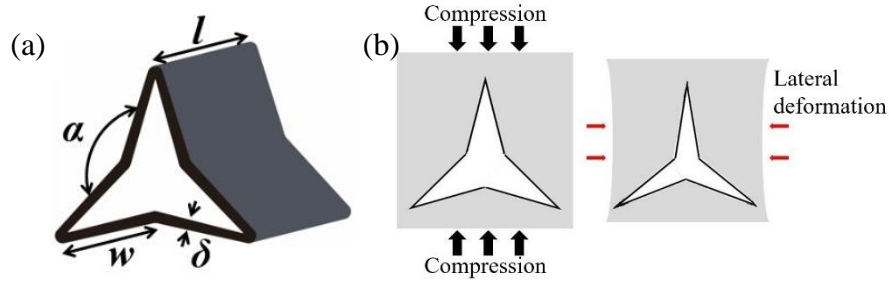 (a)
l
α
w
δ
(b)
Compression
Lateral
deformation
Compression